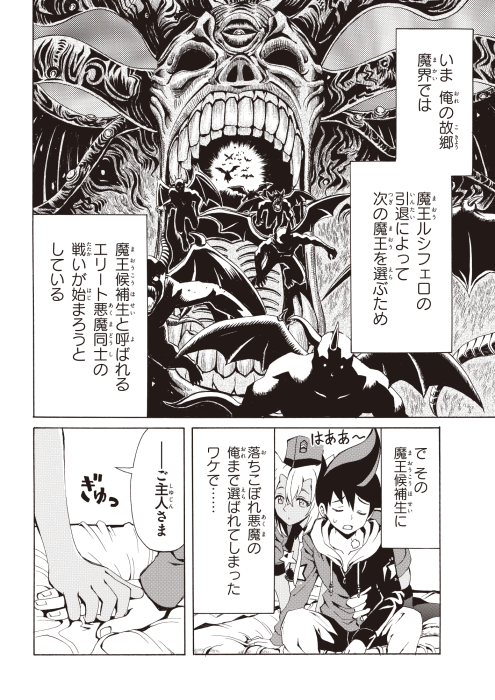 いま 俺の故郷
魔界では
魔王ルシフェロの
引退によって
次の魔王を選ぶため
魔王候補生と呼ばれる
エリート悪魔同士の
戦いが始まろうと
している
で その
魔王候補生に
はああ〜
落ちこぼれ悪魔の
俺まで選ばれてしまった
ワケで……
――ご主人さま
ぎゅっ